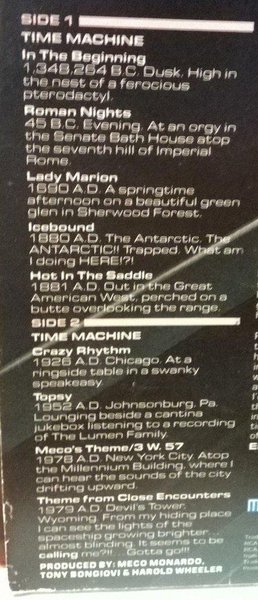 SIDE 1
TIME MACHINE
In The Beginning
1,348,264 B.C. Dusk. High in
the nest of a ferocious
pterodactyl.
Roman Nights
45 B.C. Evening. At an orgy in
the Senate Bath House atop
the seventh hill of Imperial
Rome.
Lady Marion
1690 A.D. A springtime
afternoon on a beautiful green
glen in Sherwood Forest.
Icebound
1880 A.D. The Antarctic. The
ANTARCTIC! Trapped. What am
I doing HERE!?!
Hot In The Saddle
1881 A.D. Out in the Great
American West, perched on a
butte overlooking the range.
SIDE 2
TIME MACHINE
Crazy Rhythm
1926 A.D. Chicago. At a
ringside table in a swanky
speakeasy
Topsy
1952 A.D. Johnsonburg, Pa.
Lounging beside a cantina
jukebox listening to a recording
of The Lumen Family.
Meco's Theme/3 W. 57
1978 A.D. New York City. Atop
the Millennium Building, where I
can hear the sounds of the city
drifting upward.
Theme from Close Encounters
1979 A.D. Devil's Tower,
Wyoming. From my hiding place
I can see the lights of the
spaceship growing brighter,
almost blinding. It seems to be
calling me?!! ... Gotta go!!!
PRODUCED BY: MECO MONARDO,
TONY BONGIOVI & HAROLD WHEELER